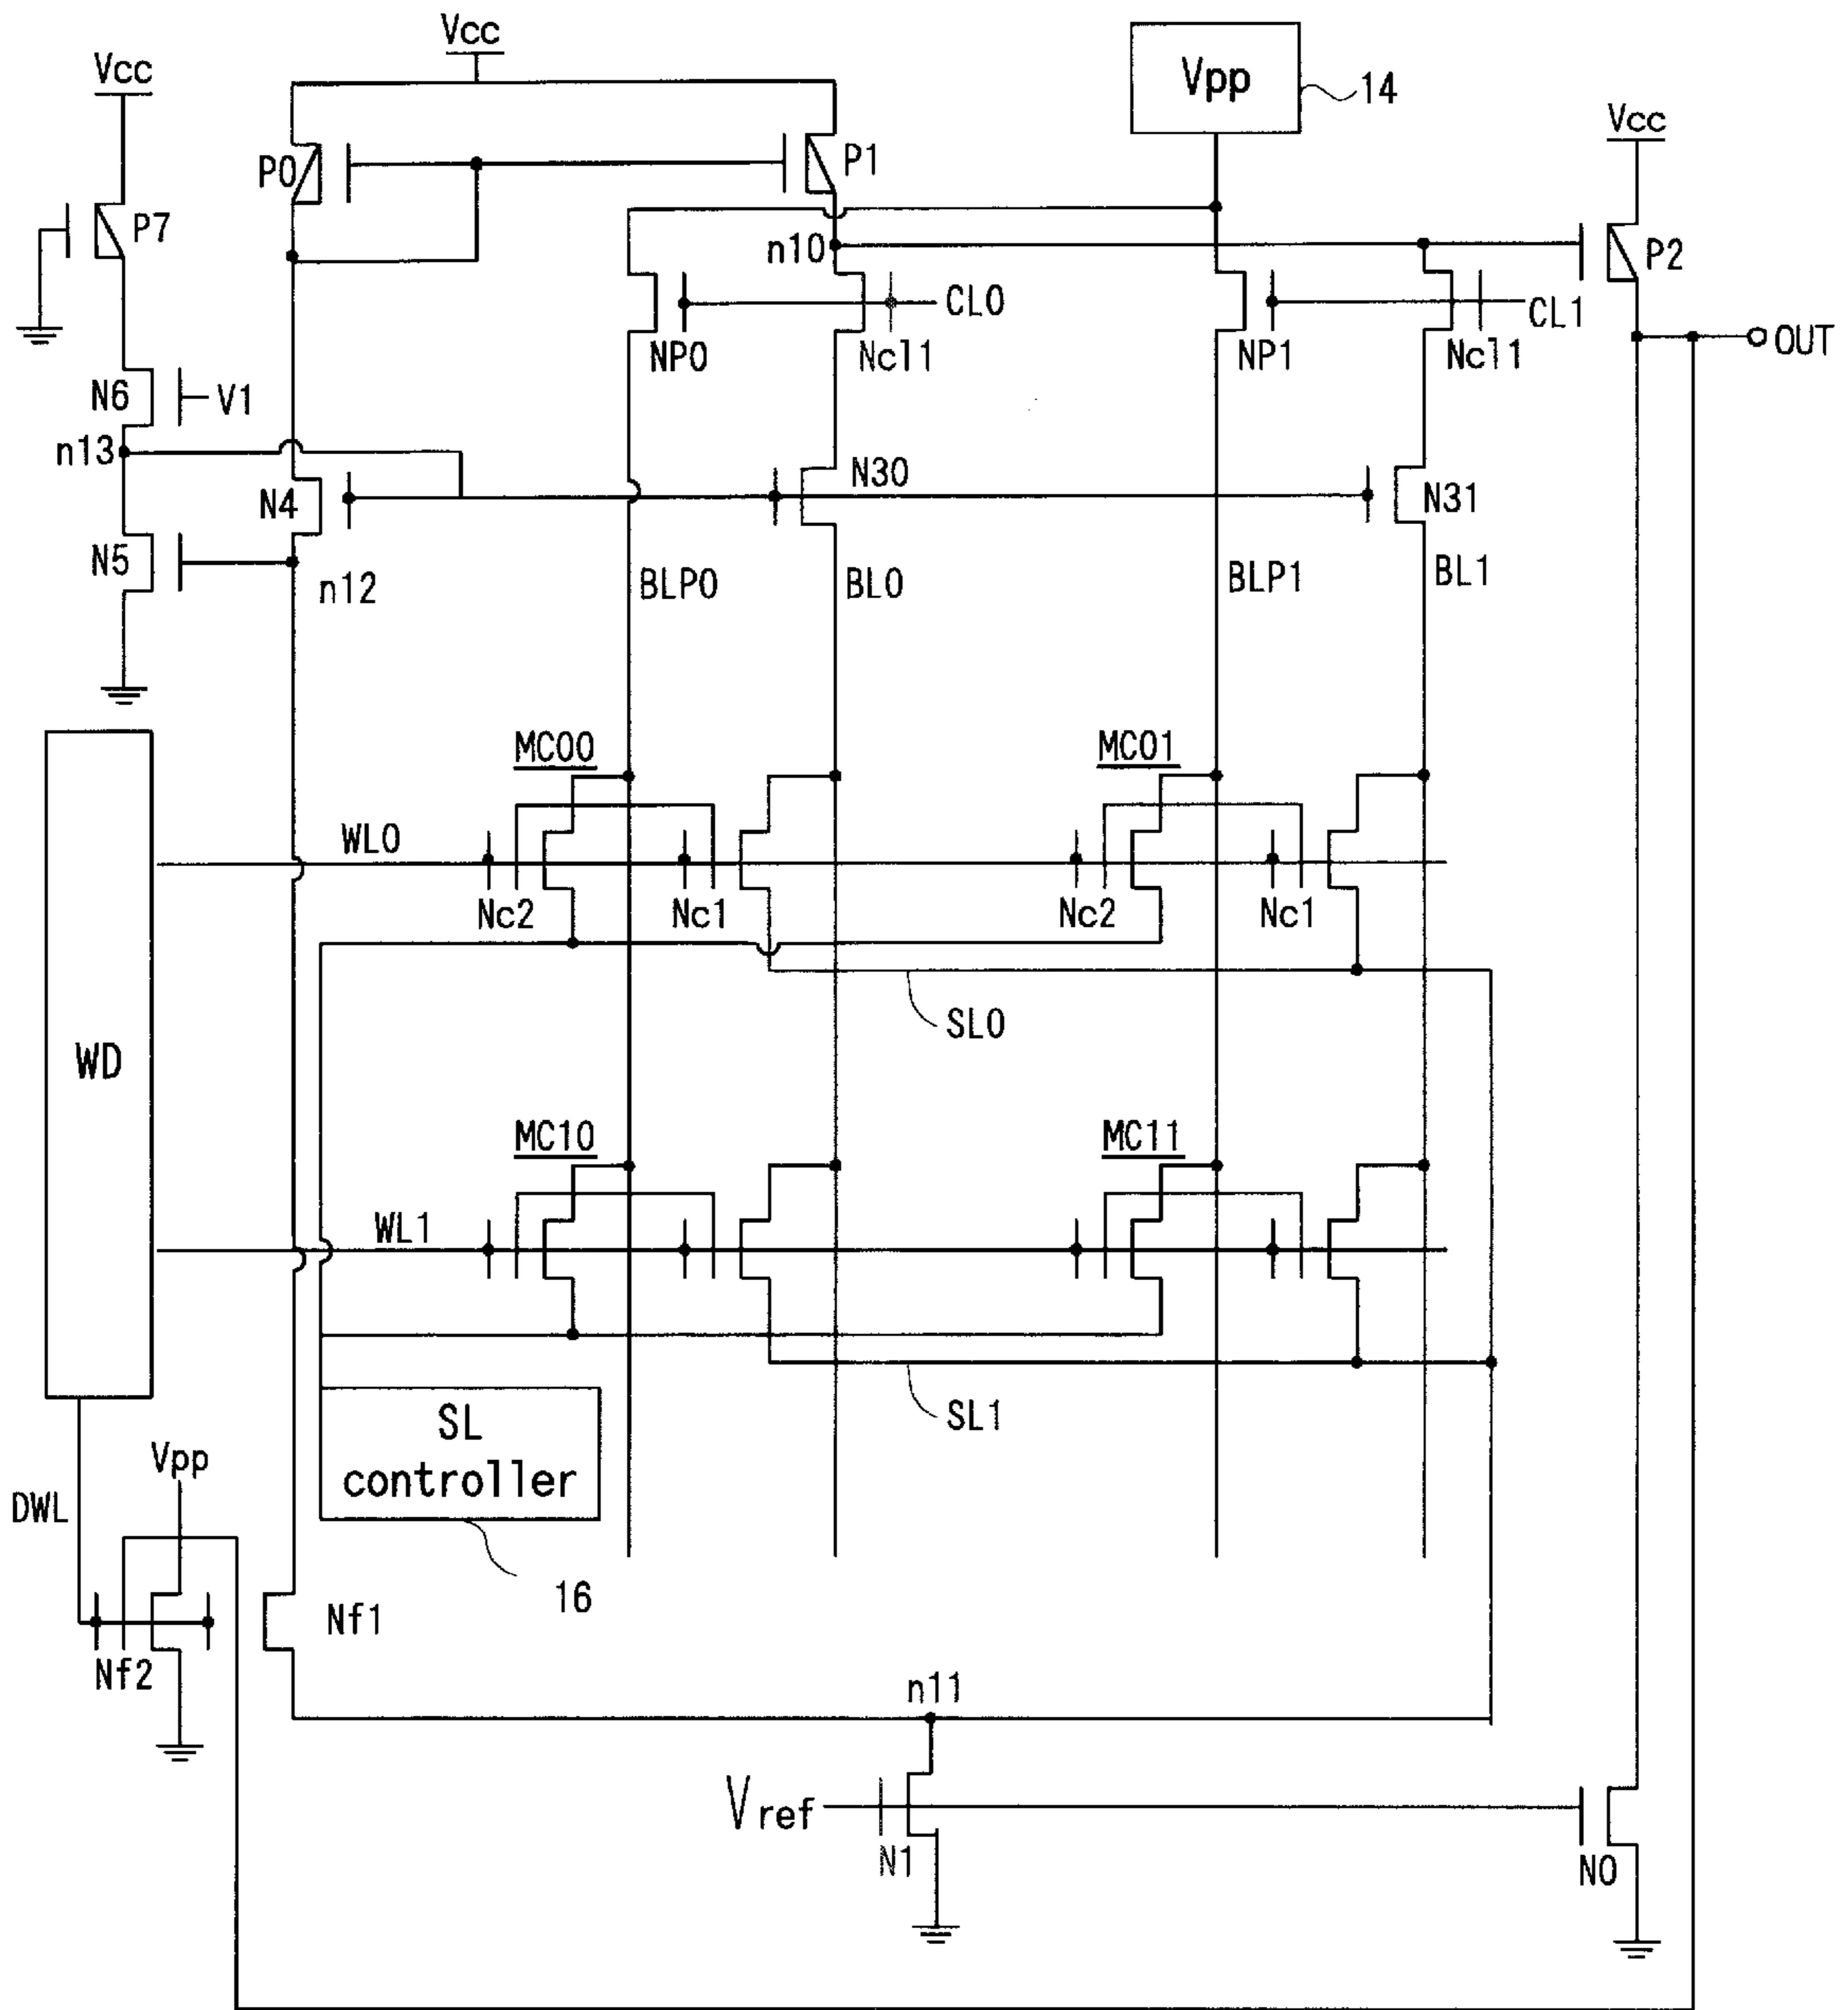 Vcc
Vcc
Vpp
14
Vcc
P0
P1
P7
n10
P2
CL0
CL1
OUT
NP0
Ncl1
NP1
Ncl1
N6
V1
n13
N4
N30
N31
N5
n12
BLP0
BL0
BLP1
BL1
MC00
MC01
WL0
Nc2
Nc1
Nc2
Nc1
SL0
WD
MC10
MC11
WL1
SL1
SL
controller
Vpp
DWL
16
Nf1
Nf2
n11
Vref
N1
N0